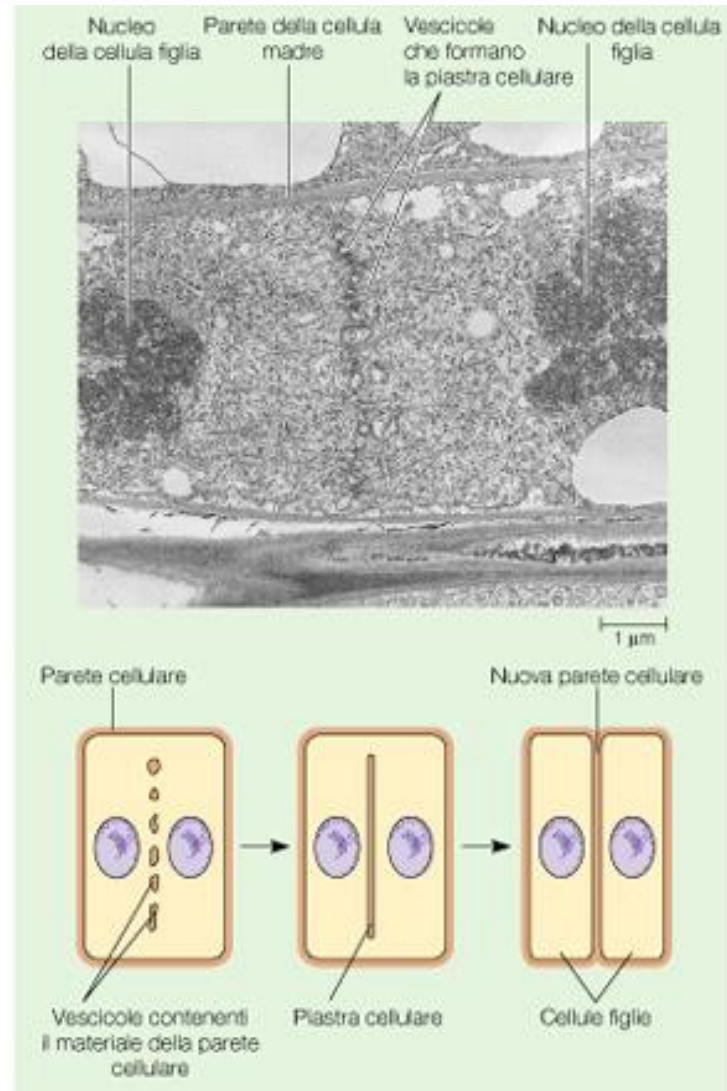 Nucleo
della cellula figlia
Parete della cellula
madre
Vescicole
che formano
la piastra cellulare
Nucleo della cellula
figlia
1 μm
Parete cellulare
Nuova parete cellulare
Vescicole contenenti
il materiale della parete
cellulare
Piastra cellulare
Cellule figlie